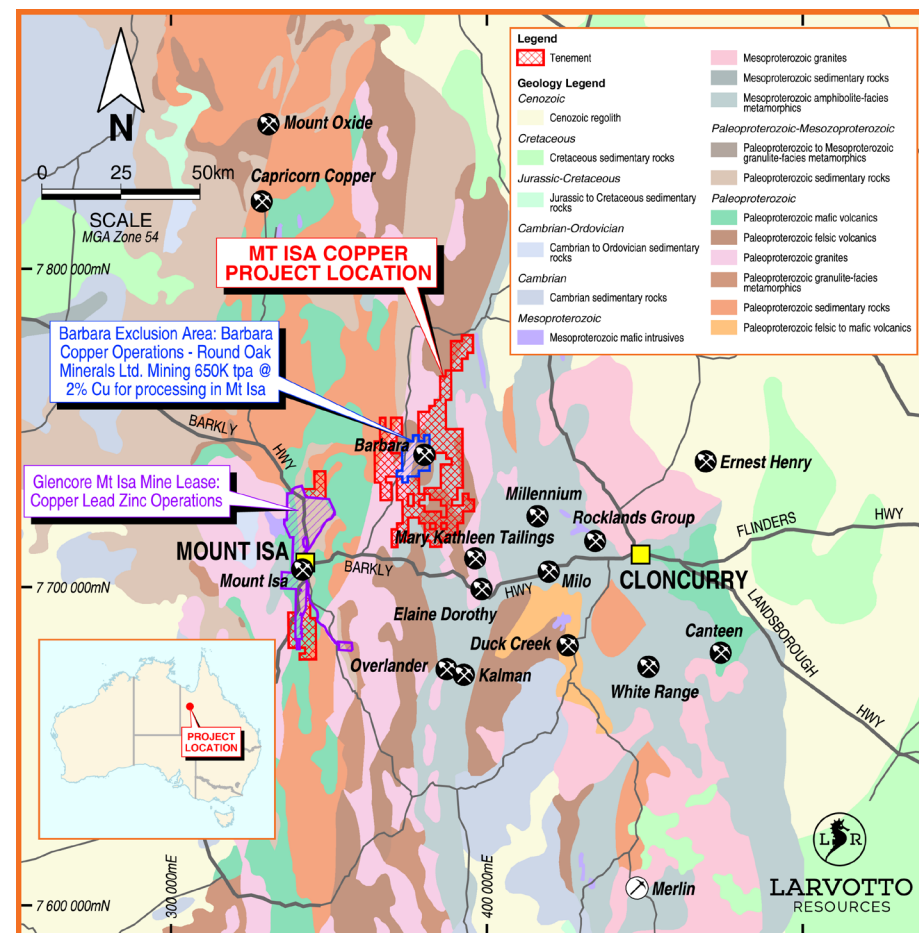 N
0 25 50km
SCALE
MGA Zone 54
Mount Oxide
Capricorn Copper
MT ISA COPPER
PROJECT LOCATION
7 800 000mN
Barbara Exclusion Area: Barbara
Copper Operations - Round Oak
Minerals Ltd. Mining 650K tpa @
2% Cu for processing in Mt Isa
BARKLY
HWY
Barbara
Ernest Henry
Glencore Mt Isa Mine Lease:
Copper Lead Zinc Operations
Millennium
Rocklands Group
FLINDERS
HWY
Mary Kathleen Tailings
MOUNT ISA
Mount Isa
BARKLY
HWY
Milo
CLONCURRY
7 700 000mN
Elaine Dorothy
LANDSBOROUGH
HWY
Duck Creek
Canteen
Overlander
Kalman
White Range
PROJECT
LOCATION
Merlin
7 600 000mN
300 000mE
400 000mE
L R
LARVOTTO
RESOURCES
Legend
Tenement
Geology Legend
Cenozoic
Cenozoic regolith
Cretaceous
Cretaceous sedimentary rocks
Jurassic-Cretaceous
Jurassic to Cretaceous sedimentary
rocks
Cambrian-Ordovician
Cambrian to Ordovician sedimentary
rocks
Cambrian
Cambrian sedimentary rocks
Mesoproterozoic
Mesoproterozoic mafic intrusives
Mesoproterozoic granites
Mesoproterozoic sedimentary rocks
Mesoproterozoic amphibolite-facies
metamorphics
Paleoproterozoic-Mesozoproterozoic
Paleoproterozoic to Mesoproterozoic
granulite-facies metamorphics
Paleoproterozoic sedimentary rocks
Paleoproterozoic
Paleoproterozoic mafic volcanics
Paleoproterozoic felsic volcanics
Paleoproterozoic granites
Paleoproterozoic granulite-facies
metamorphics
Paleoproterozoic sedimentary rocks
Paleoproterozoic felsic to mafic volcanics